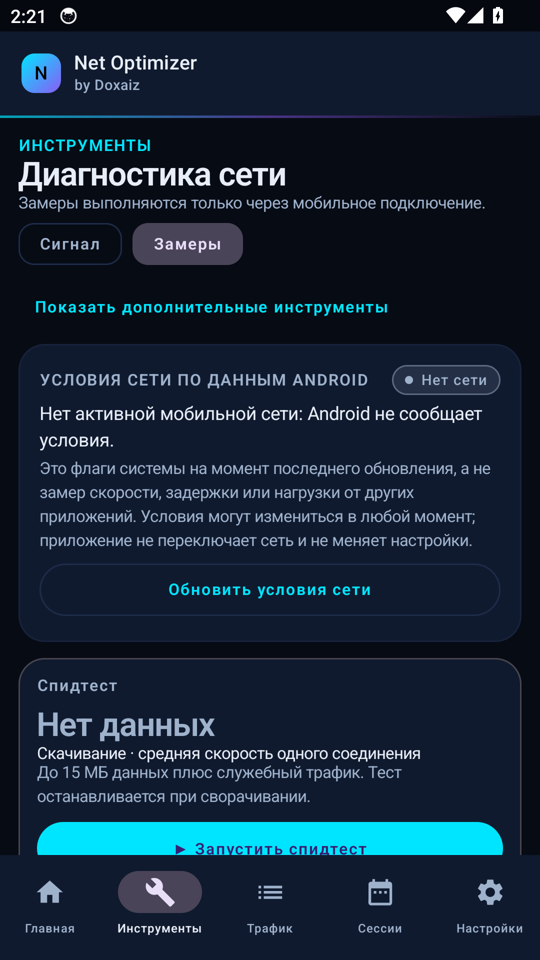 2:21
N
Net Optimizer
by Doxaiz
ИНСТРУМЕНТЫ
Диагностика сети
Замеры выполняются только через мобильное подключение.
Сигнал
Замеры
Показать дополнительные инструменты
УСЛОВИЯ СЕТИ ПО ДАННЫМ ANDROID
Нет сети
Нет активной мобильной сети: Android не сообщает
условия.
Это флаги системы на момент последнего обновления, а не
замер скорости, задержки или нагрузки от других
приложений. Условия могут измениться в любой момент;
приложение не переключает сеть и не меняет настройки.
Обновить условия сети
Спидтест
Нет данных
Скачивание · средняя скорость одного соединения
До 15 МБ данных плюс служебный трафик. Тест
останавливается при сворачивании.
► Запустить спидтест
Главная
Инструменты
Трафик
Сессии
Настройки